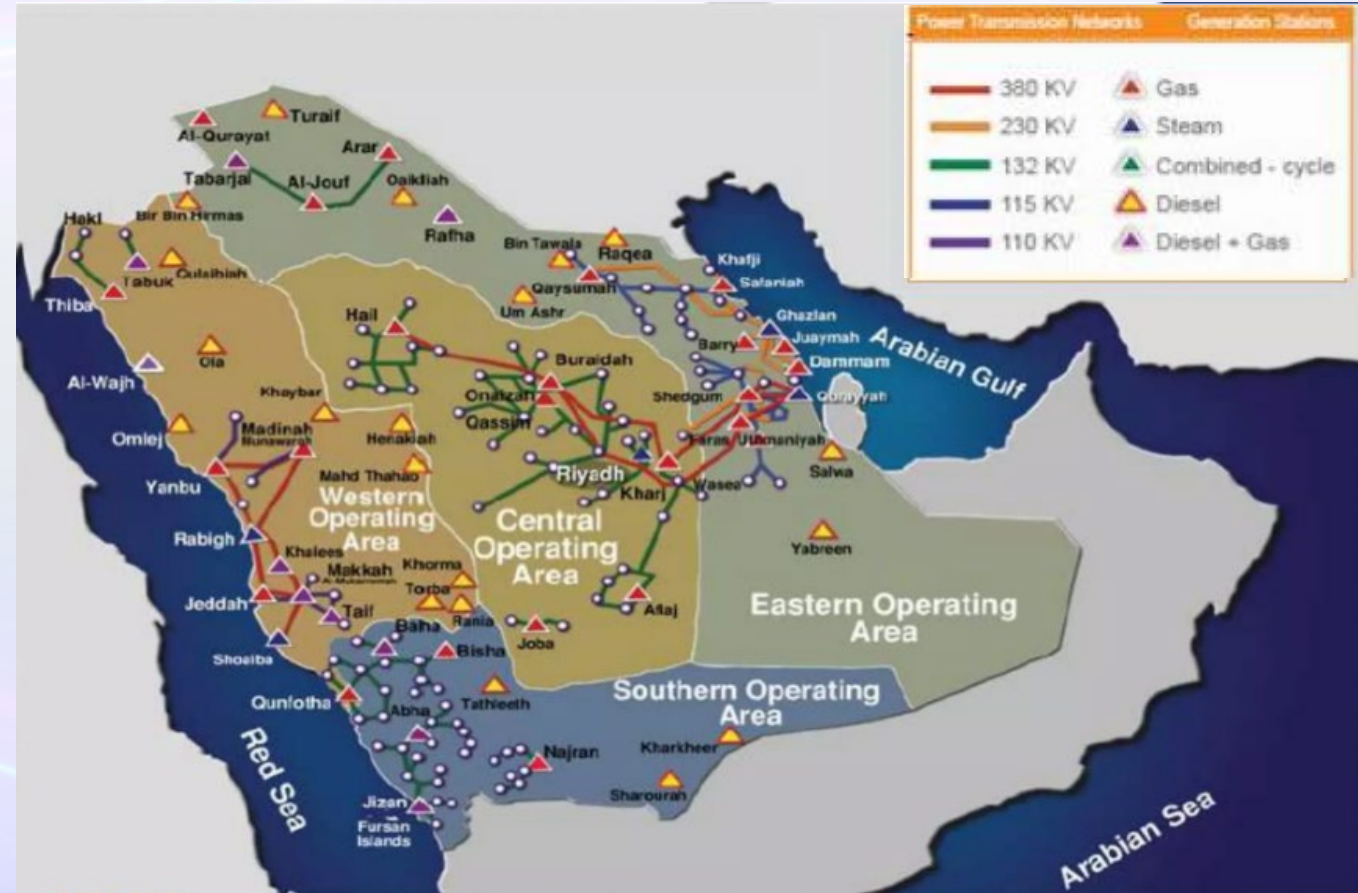 Power Transmission Networks Generation Stations
380 KV Gas
230 KV Steam
132 KV Combined - cycle
115 KV Diesel
110 KV Diesel + Gas
Turaif
Al-Qurayat
Arar
Tabarjal
Al-Jouf
Bir Bin Hirmas
Rafha
Hakl
Bin Tawala
Raqea
Khafji
Tabuk
Qaysumah
Safaniah
Thiba
Um Ashr
Hail
Ghazlan
Juaymah
Barry
Dammam
Arabian Gulf
Ola
Buraidah
Al-Wajh
Khaybar
Onaizah
Shedgum
Qurayyah
Qassim
Omlej
Madinah
Munawarah
Henakiah
Faras
Uthmaniyah
Salwa
Mahd Thahab
Riyadh
Wasea
Yanbu
Kharj
Western
Operating
Area
Central
Operating
Area
Rabigh
Yabreen
Khalees
Makkah
Al-Mukarramah
Khorma
Torba
Jeddah
Taif
Rania
Aflaj
Eastern Operating
Area
Baha
Joba
Shoaiba
Bisha
Southern Operating
Area
Qunfotha
Tathleeth
Abha
Kharkheer
Najran
Red Sea
Sharourah
Jizan
Fursan
Islands
Arabian Sea